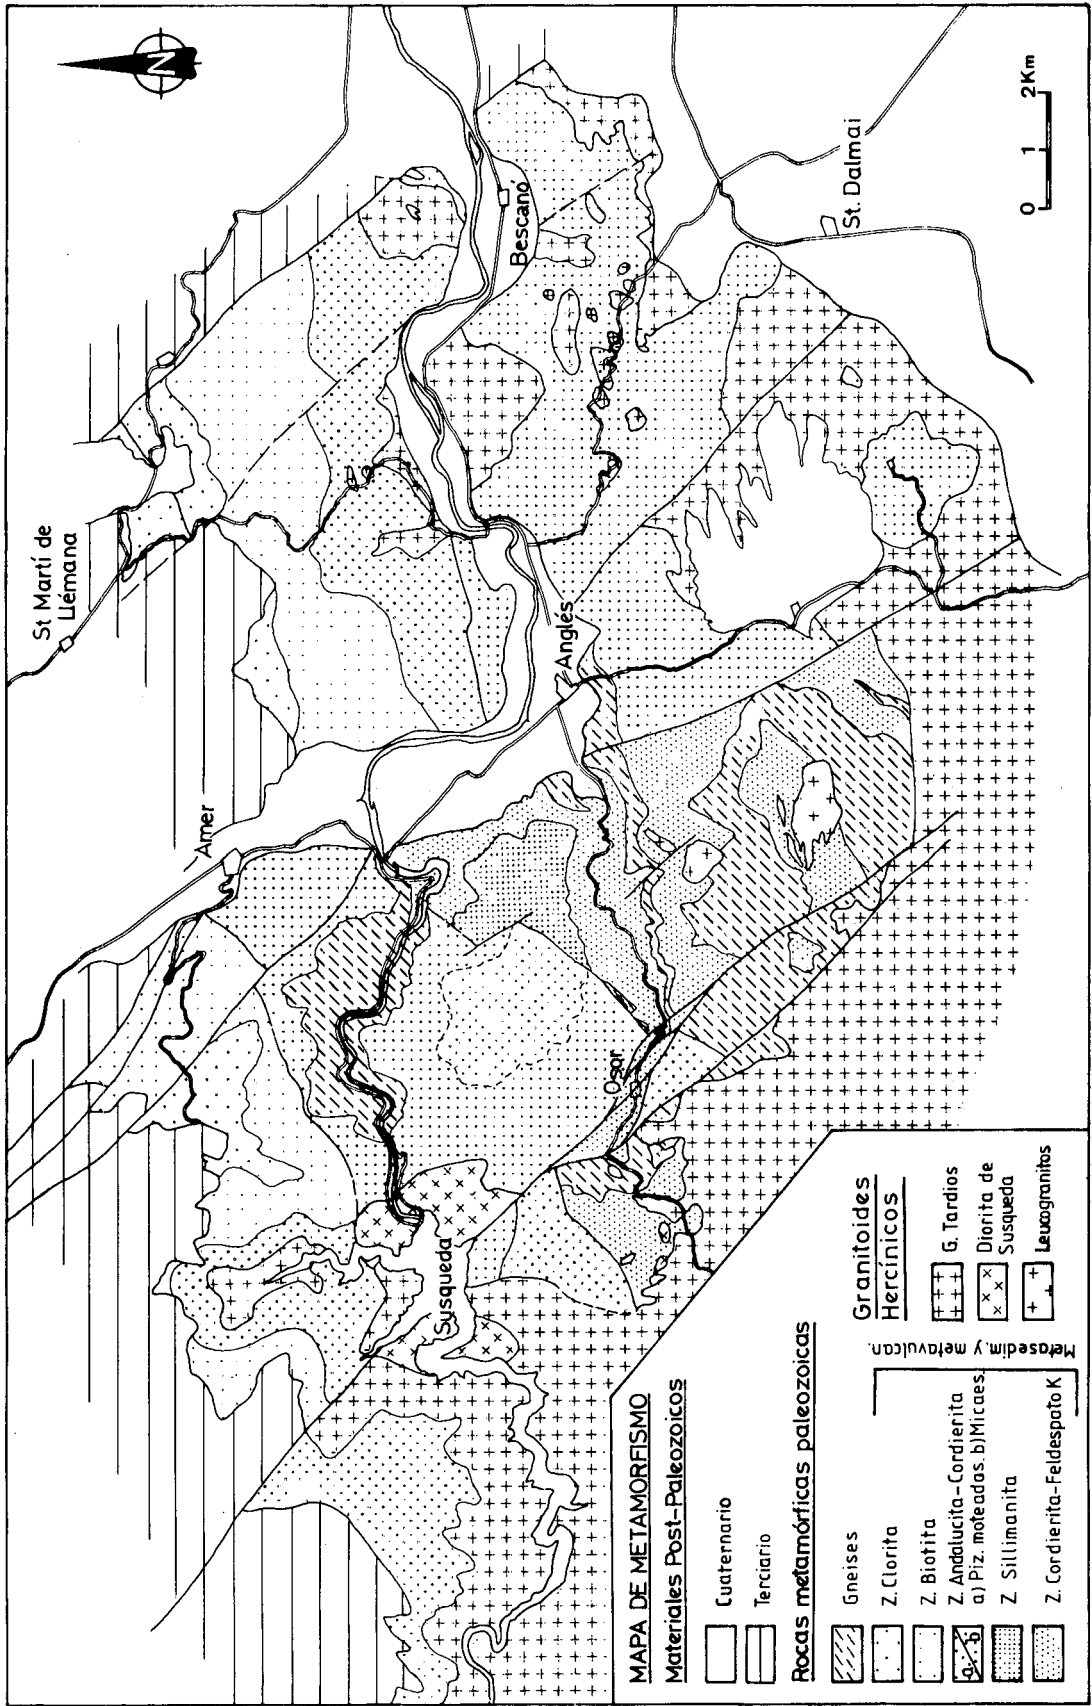 N
St Martí de
Llémana
Amer
Bescanó
Anglés
St. Dalmai
Osor
Susqueda
0 1 2Km
MAPA DE METAMORFISMO
Materiales Post-Paleozoicos
Cuaternario
Terciario
Rocas metamórficas paleozoicas
Gneises
Z. Clorita
Z. Biotita
Z. Andalucita-Cordierita
a) Piz. moteadas. b) Micaes.
a b
Z. Sillimanita
Z. Cordierita-Feldespato K
Metasedim. y metavulcan.
Granitoides
Hercínicos
G. Tardios
Diorita de
Susqueda
Leucogranitos